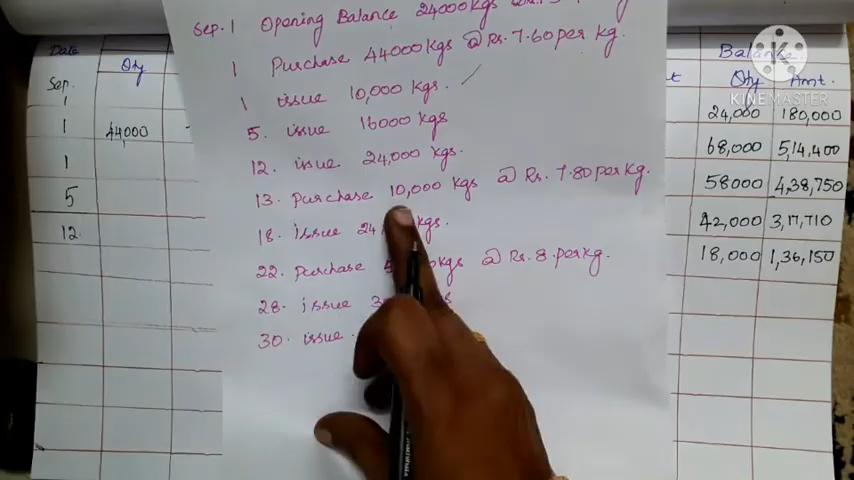 Sep. 1 Opening Balance 24000 kgs
1 Purchase 44000 kgs @ Rs. 7.60 per kg.
1 issue 10,000 kgs.
5. issue 16000 kgs
12. issue 24,000 kgs.
13. Purchase 10,000 kgs @ Rs. 7.80 per kg.
18. Issue kgs.
22. Purchase kgs @ Rs. 8. per kg.
28. issue
30. issue
Date Qty
Sep.
1
1 44,000
1
5
12.
Balance
Qty Amt.
24,000 180,000
68,000 5,14,400
58000 4,38,750
42,000 3,17,710
18,000 1,36,150
KM
KINEMASTER